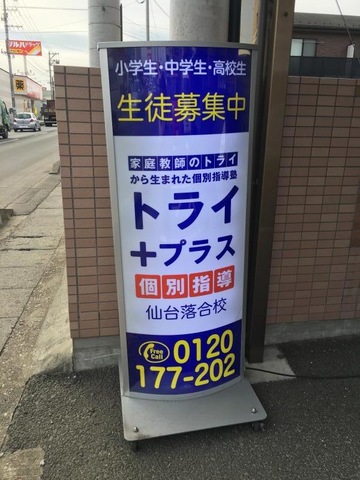 小学生・中学生・高校生
生徒募集中
家庭教師のトライ
から生まれた個別指導塾
トライ
+プラス
個別指導
仙台落合校
Free Call 0120
177-202
薬